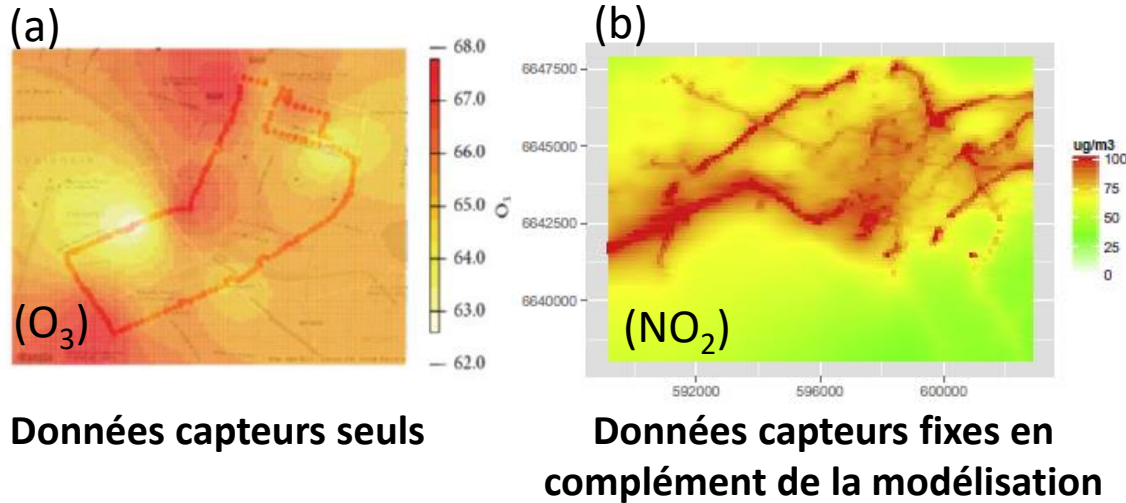 (a)
68.0
67.0
66.0
65.0
64.0
63.0
62.0
O₃
(O₃)
Données capteurs seuls
(b)
6647500
6645000
6642500
6640000
592000
596000
600000
ug/m3
100
75
50
25
0
(NO₂)
Données capteurs fixes en
complément de la modélisation